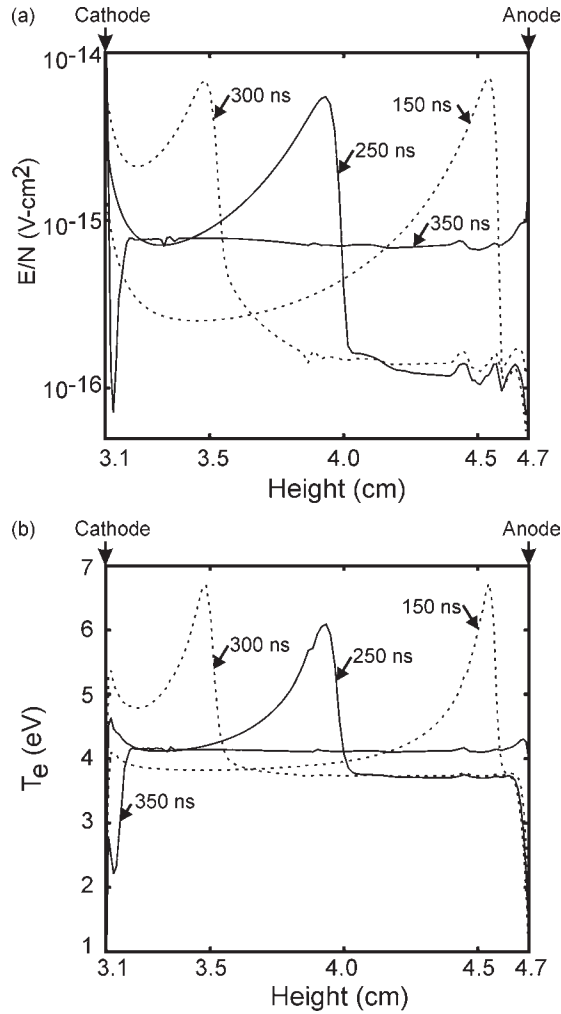 Cathode
Anode
(a)
10-14
300 ns
150 ns
250 ns
10-15
350 ns
E/N (V-cm2)
10-16
3.1
3.5
4.0
4.5
4.7
Height (cm)
Cathode
Anode
(b)
7
150 ns
6
300 ns
250 ns
5
Te (eV)
4
350 ns
3
2
1
3.1
3.5
4.0
4.5
4.7
Height (cm)